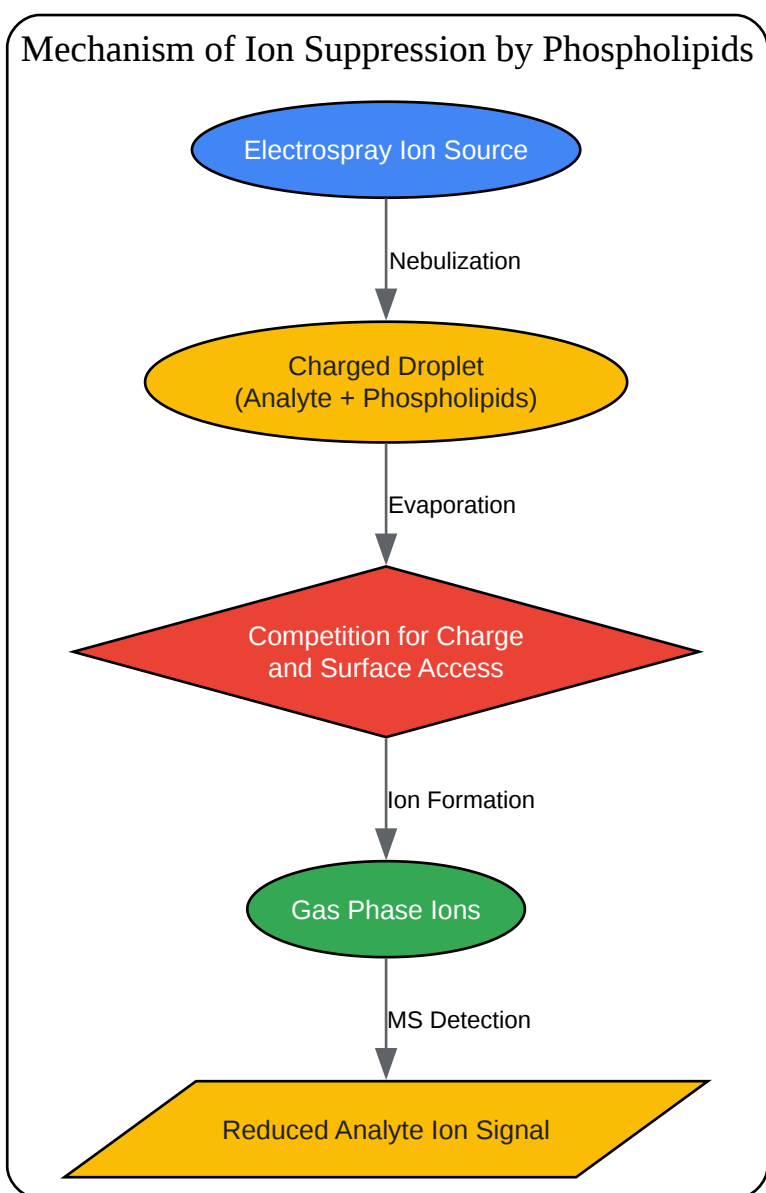 Mechanism of Ion Suppression by Phospholipids
Electrospray Ion Source
Nebulization
Charged Droplet
(Analyte + Phospholipids)
Evaporation
Competition for Charge
and Surface Access
Ion Formation
Gas Phase Ions
MS Detection
Reduced Analyte Ion Signal